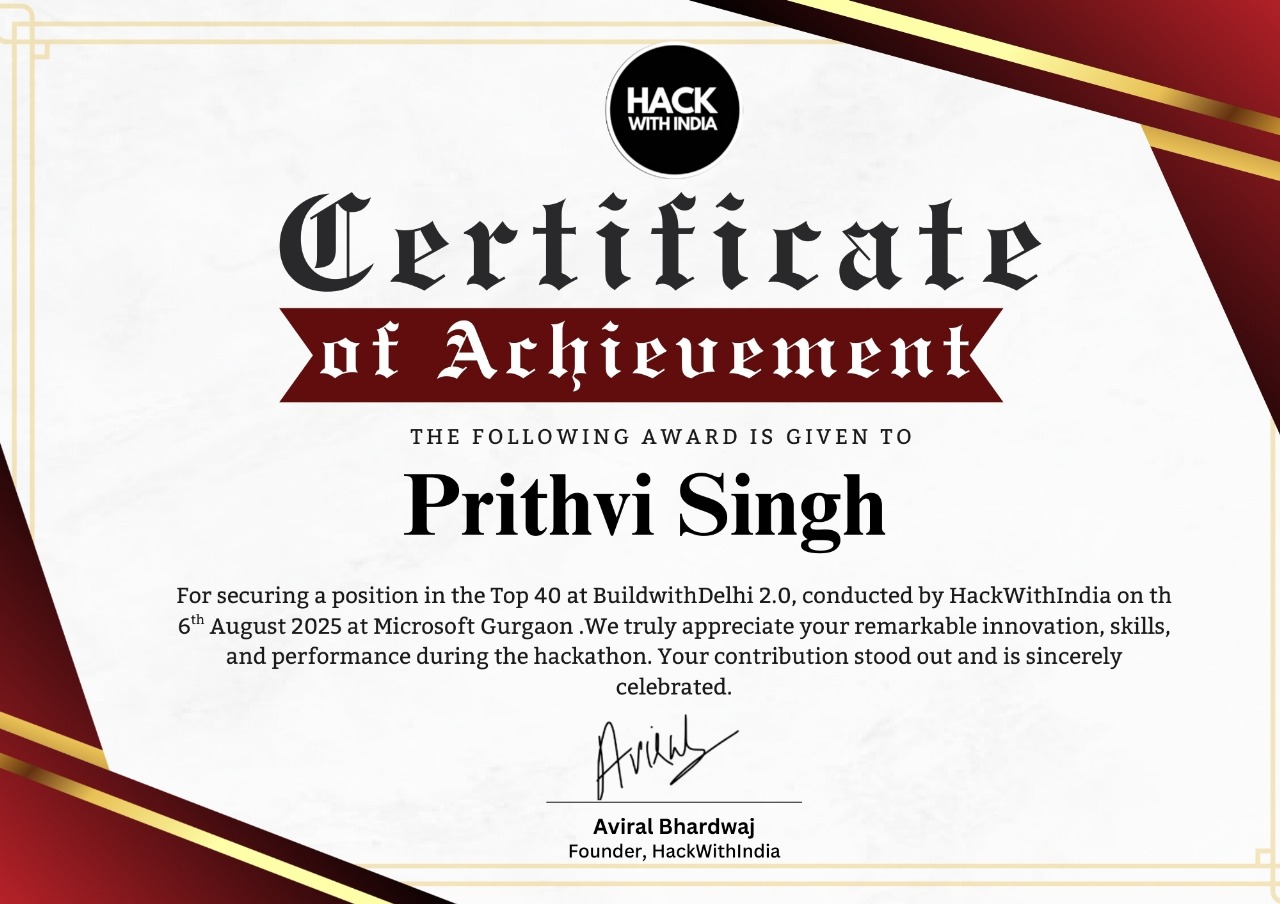 HACK
WITH INDIA
Certificate
of Achievement
THE FOLLOWING AWARD IS GIVEN TO
Prithvi Singh
For securing a position in the Top 40 at BuildwithDelhi 2.0, conducted by HackWithIndia on th
6th August 2025 at Microsoft Gurgaon .We truly appreciate your remarkable innovation, skills,
and performance during the hackathon. Your contribution stood out and is sincerely
celebrated.
Aviral
Aviral Bhardwaj
Founder, HackWithIndia